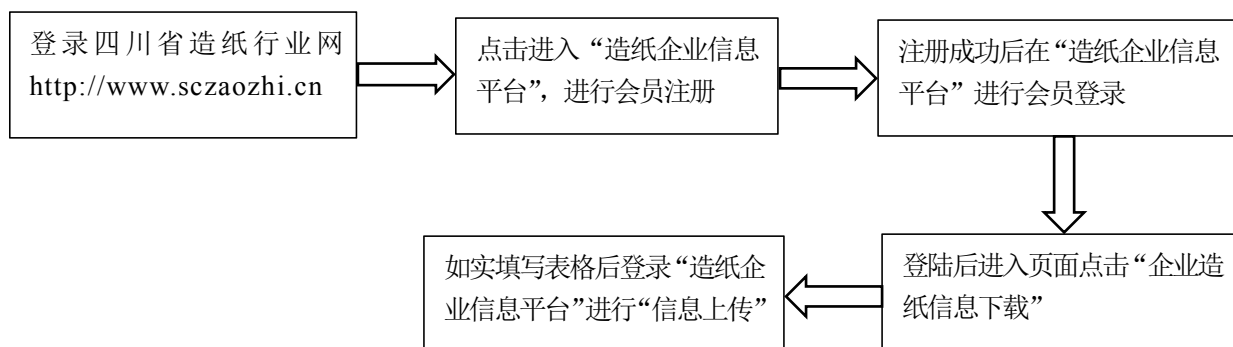 登录四川省造纸行业网
http://www.sczaozhi.cn
点击进入“造纸企业信息
平台”，进行会员注册
注册成功后在“造纸企业信息
平台”进行会员登录
登陆后进入页面点击“企业造
纸信息下载”
如实填写表格后登录“造纸企
业信息平台”进行“信息上传”